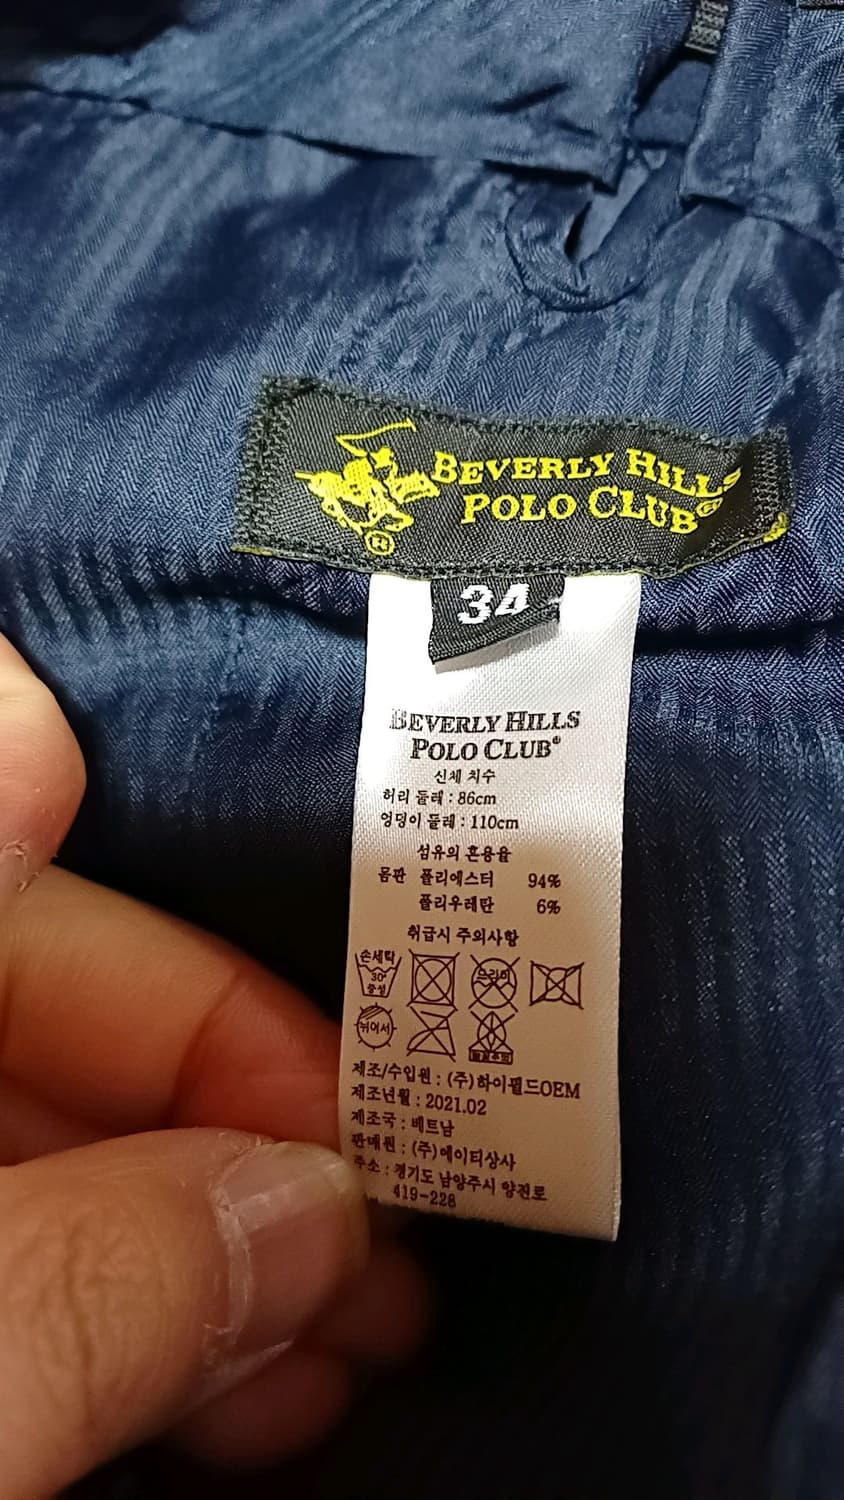 BEVERLY HILLS
POLO CLUB®
34
BEVERLY HILLS
POLO CLUB®
신체 치수
허리 둘레 : 86cm
엉덩이 둘레 : 110cm
섬유의 혼용율
몸판 폴리에스터 94%
폴리우레탄 6%
취급시 주의사항
손세탁
30
중성
드라이
뉘어서
제조/수입원 : (주)하이필드OEM
제조년월 : 2021.02
제조국 : 베트남
판매원 : (주)에이티상사
주소 : 경기도 남양주시 양진로
419-228